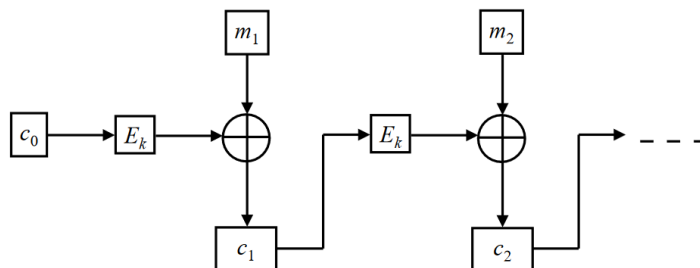 m₁ m₂
c₀ Eₖ Eₖ
c₁ c₂